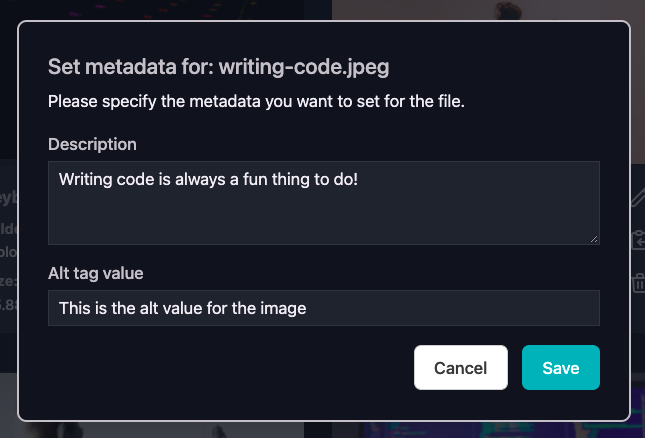 Set metadata for: writing-code.jpeg
Please specify the metadata you want to set for the file.
Description
Writing code is always a fun thing to do!
Alt tag value
This is the alt value for the image
Cancel
Save